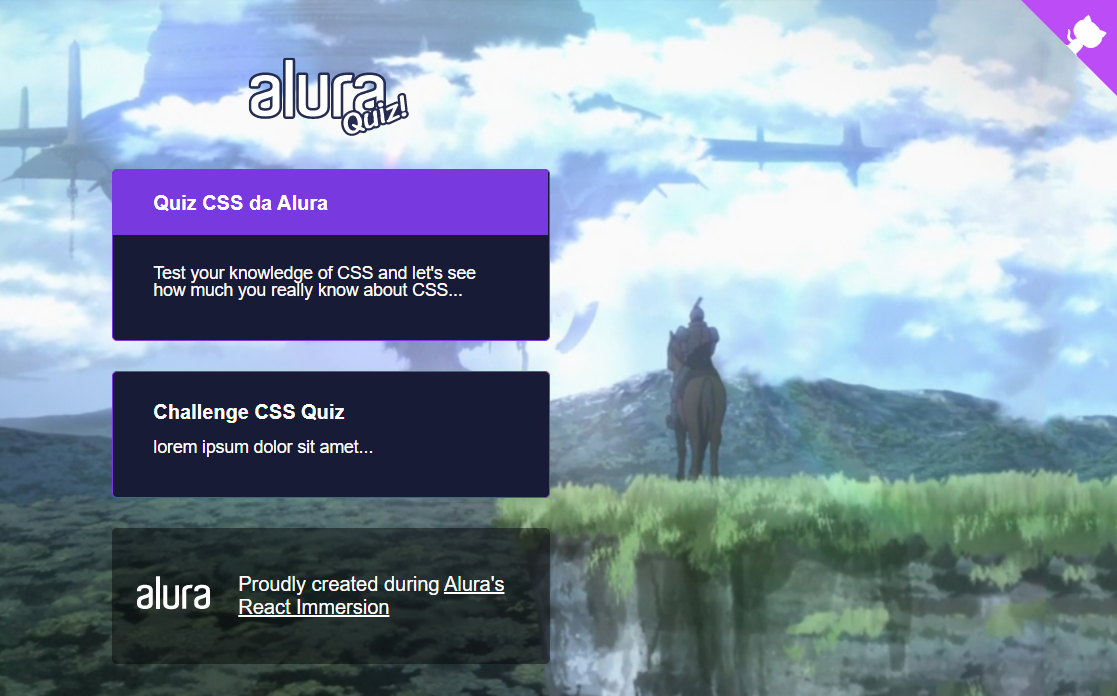 alura
Quiz!
Quiz CSS da Alura
Test your knowledge of CSS and let's see
how much you really know about CSS...
Challenge CSS Quiz
lorem ipsum dolor sit amet...
alura
Proudly created during Alura's
React Immersion